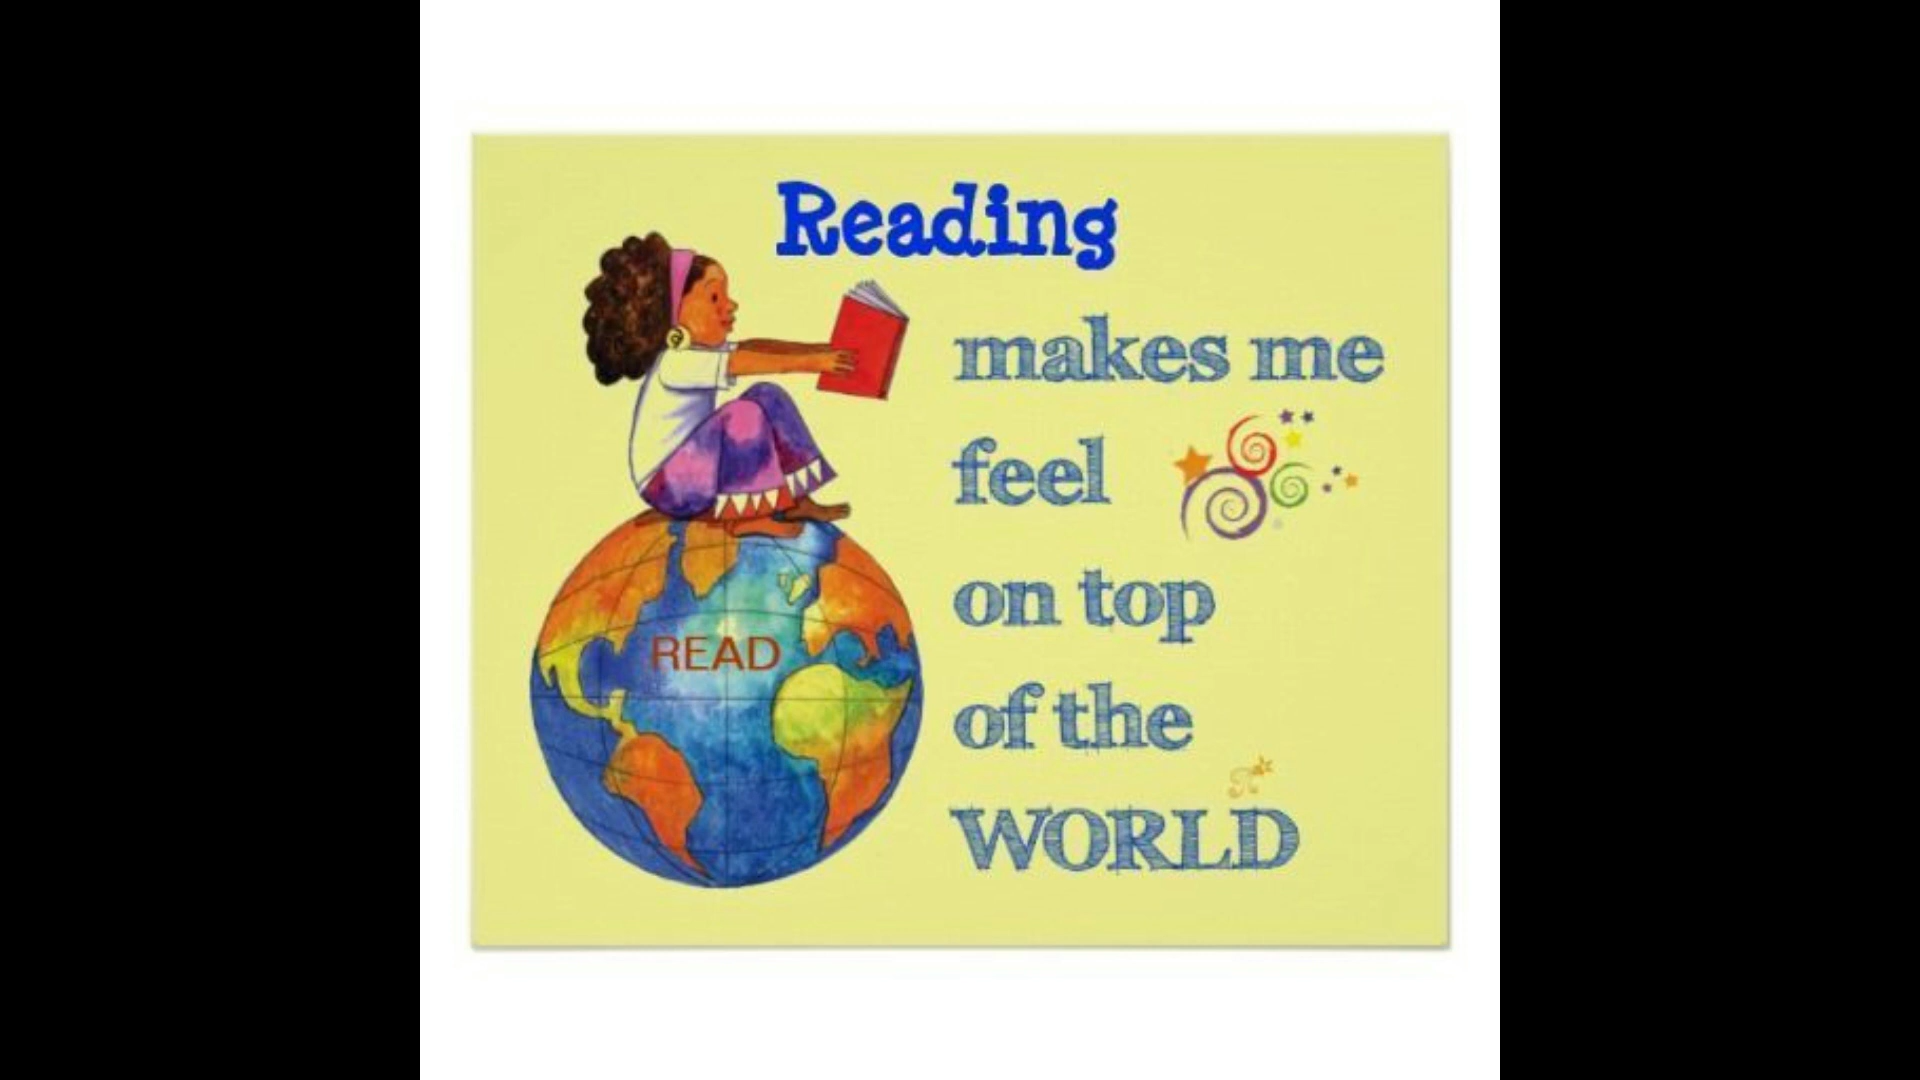 Reading
makes me
feel
on top
of the
WORLD
READ